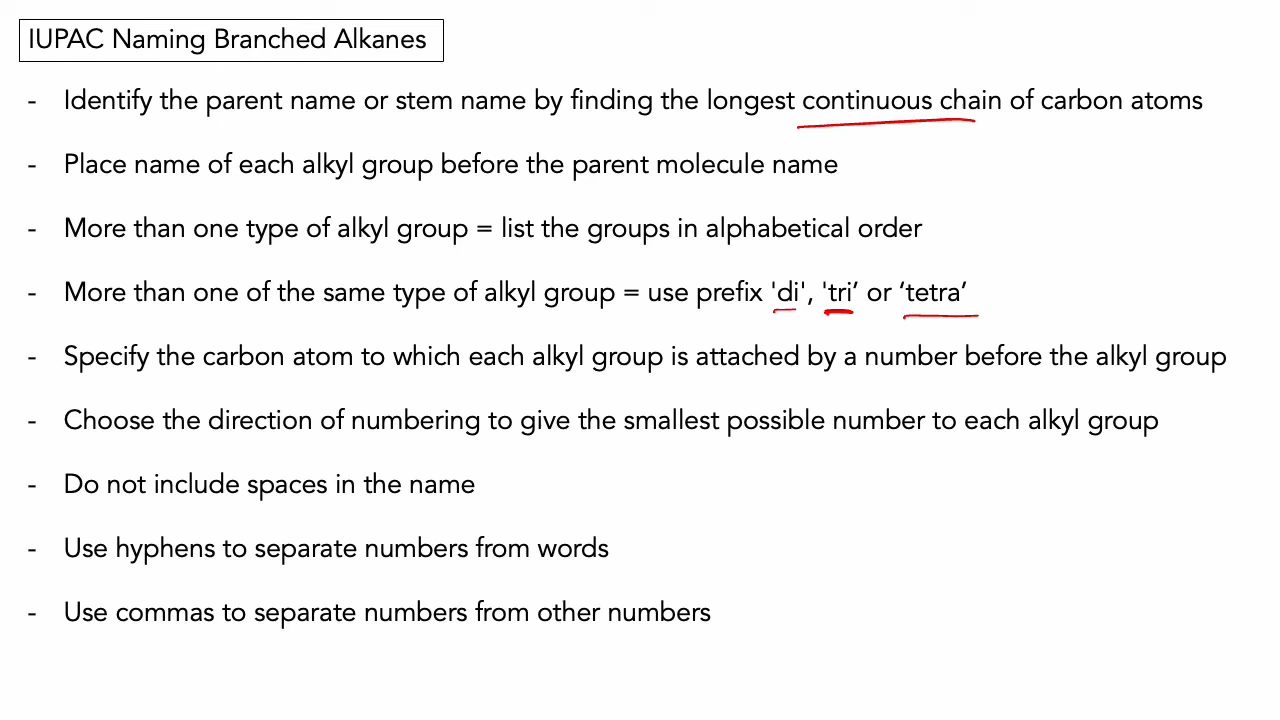 IUPAC Naming Branched Alkanes
- Identify the parent name or stem name by finding the longest continuous chain of carbon atoms
- Place name of each alkyl group before the parent molecule name
- More than one type of alkyl group = list the groups in alphabetical order
- More than one of the same type of alkyl group = use prefix 'di', 'tri’ or ‘tetra’
- Specify the carbon atom to which each alkyl group is attached by a number before the alkyl group
- Choose the direction of numbering to give the smallest possible number to each alkyl group
- Do not include spaces in the name
- Use hyphens to separate numbers from words
- Use commas to separate numbers from other numbers